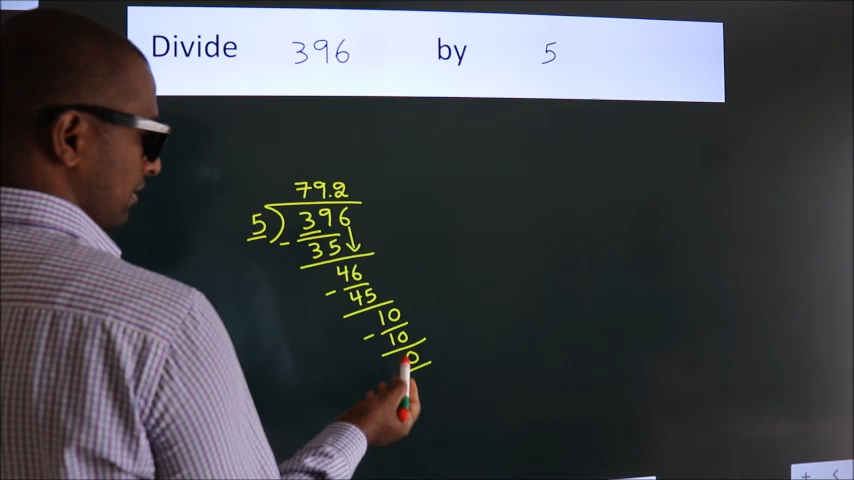 Divide 396 by 5
79.2
5 ) 396
- 35 ↓
46
- 45
10
- 10
0
+ <